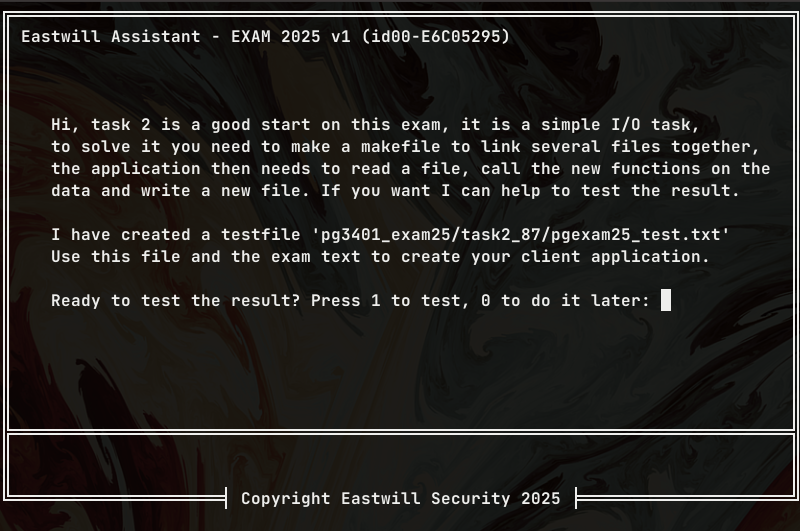 Eastwill Assistant - EXAM 2025 v1 (id00-E6C05295)
Hi, task 2 is a good start on this exam, it is a simple I/O task,
to solve it you need to make a makefile to link several files together,
the application then needs to read a file, call the new functions on the
data and write a new file. If you want I can help to test the result.
I have created a testfile 'pg3401_exam25/task2_87/pgexam25_test.txt'
Use this file and the exam text to create your client application.
Ready to test the result? Press 1 to test, 0 to do it later:
Copyright Eastwill Security 2025